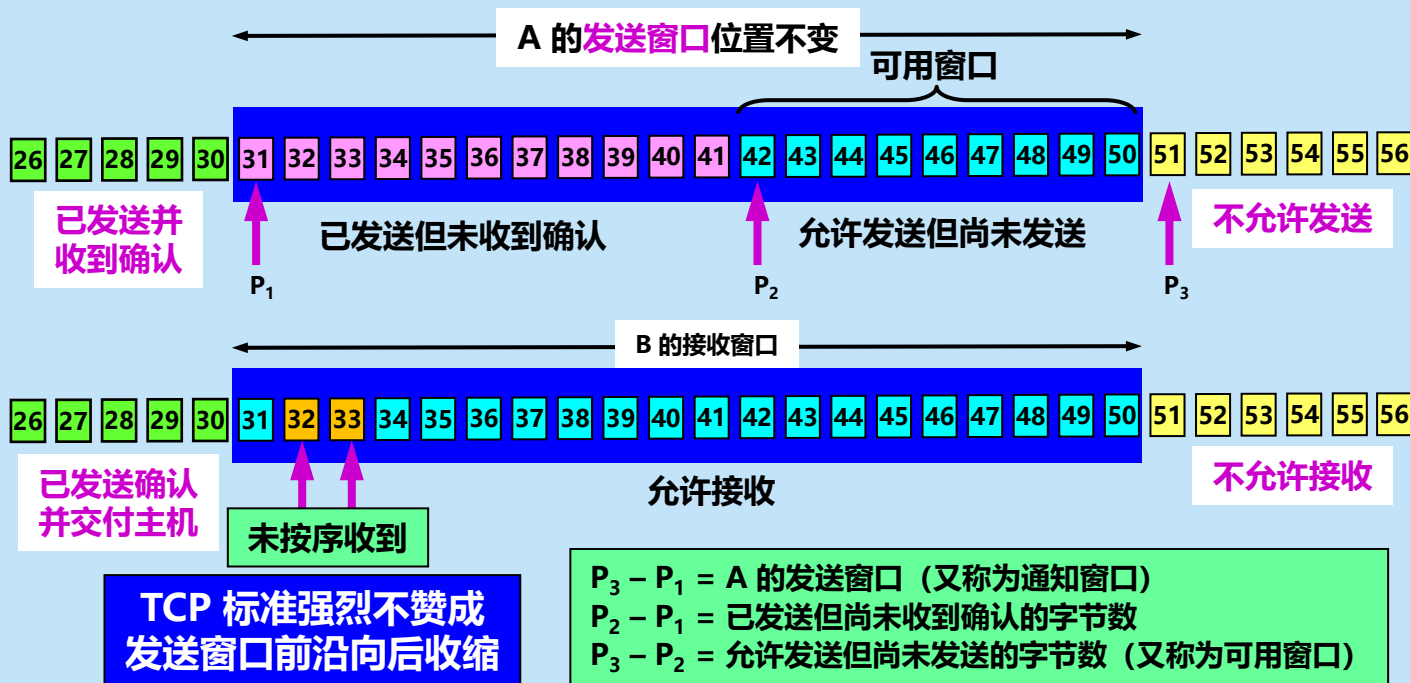 A 的发送窗口位置不变
可用窗口
26 27 28 29 30 31 32 33 34 35 36 37 38 39 40 41 42 43 44 45 46 47 48 49 50 51 52 53 54 55 56
已发送并
收到确认
已发送但未收到确认
允许发送但尚未发送
不允许发送
P₁ P₂ P₃
B 的接收窗口
26 27 28 29 30 31 32 33 34 35 36 37 38 39 40 41 42 43 44 45 46 47 48 49 50 51 52 53 54 55 56
已发送确认
并交付主机
允许接收
不允许接收
未按序收到
TCP 标准强烈不赞成
发送窗口前沿向后收缩
P₃ – P₁ = A 的发送窗口（又称为通知窗口）
P₂ – P₁ = 已发送但尚未收到确认的字节数
P₃ – P₂ = 允许发送但尚未发送的字节数（又称为可用窗口）